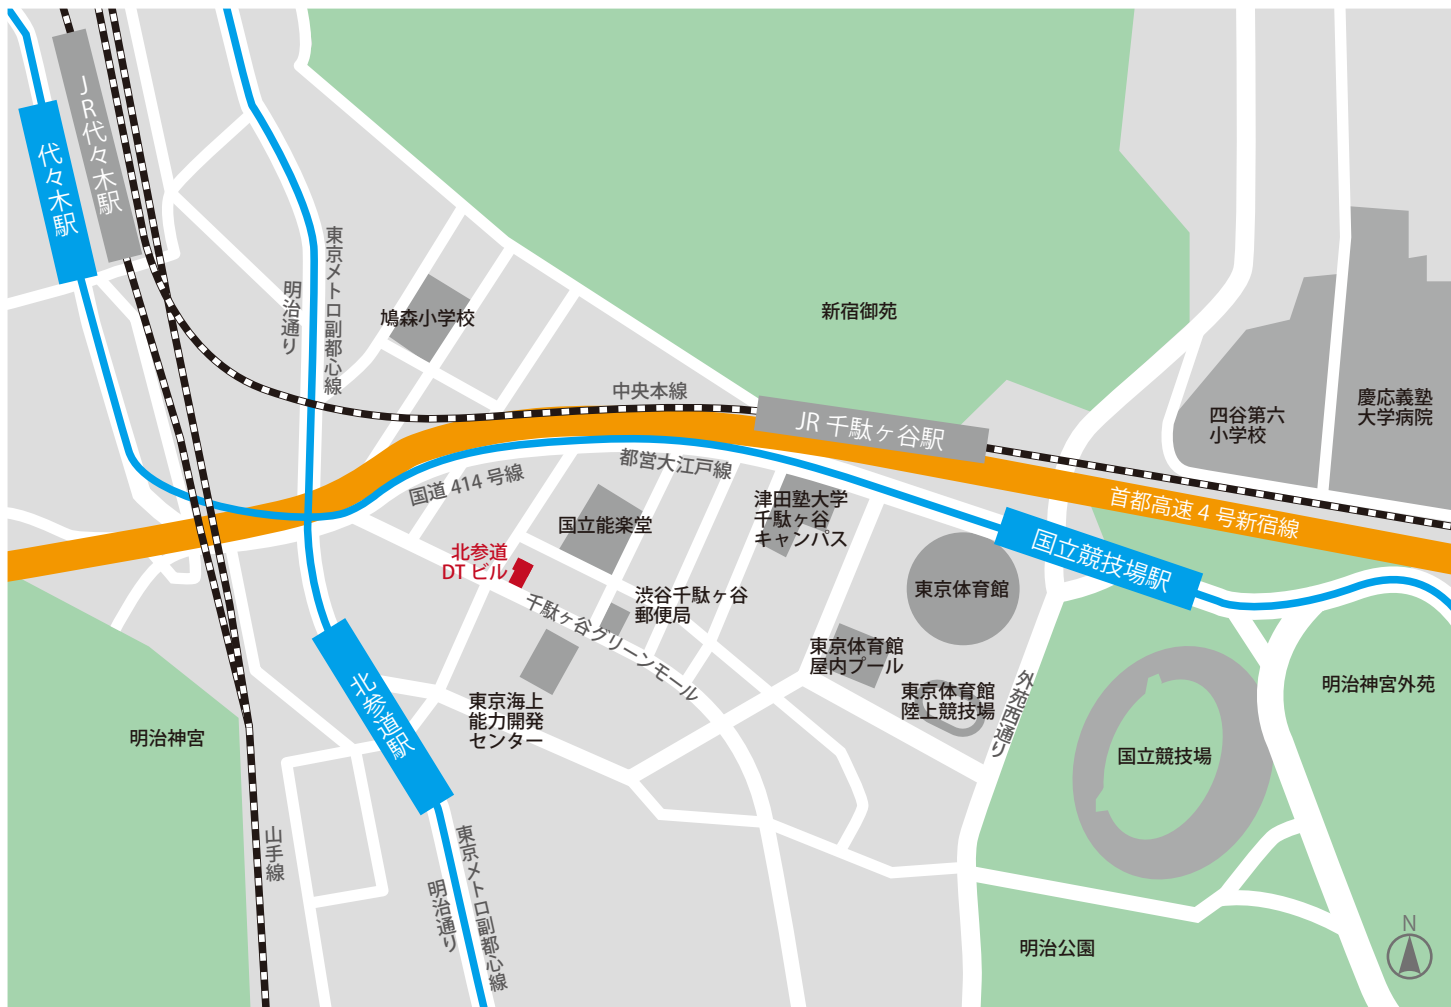 JR代々木駅
代々木駅
東京メトロ副都心線
明治通り
鳩森小学校
新宿御苑
中央本線
JR 千駄ヶ谷駅
四谷第六
小学校
慶応義塾
大学病院
国道 414 号線
都営大江戸線
首都高速 4 号新宿線
津田塾大学
千駄ヶ谷
キャンパス
国立能楽堂
北参道
DT ビル
国立競技場駅
東京体育館
渋谷千駄ヶ谷
郵便局
千駄ヶ谷グリーンモール
東京体育館
屋内プール
東京体育館
陸上競技場
外苑西通り
明治神宮外苑
北参道駅
東京海上
能力開発
センター
明治神宮
国立競技場
山手線
東京メトロ副都心線
明治通り
明治公園
N